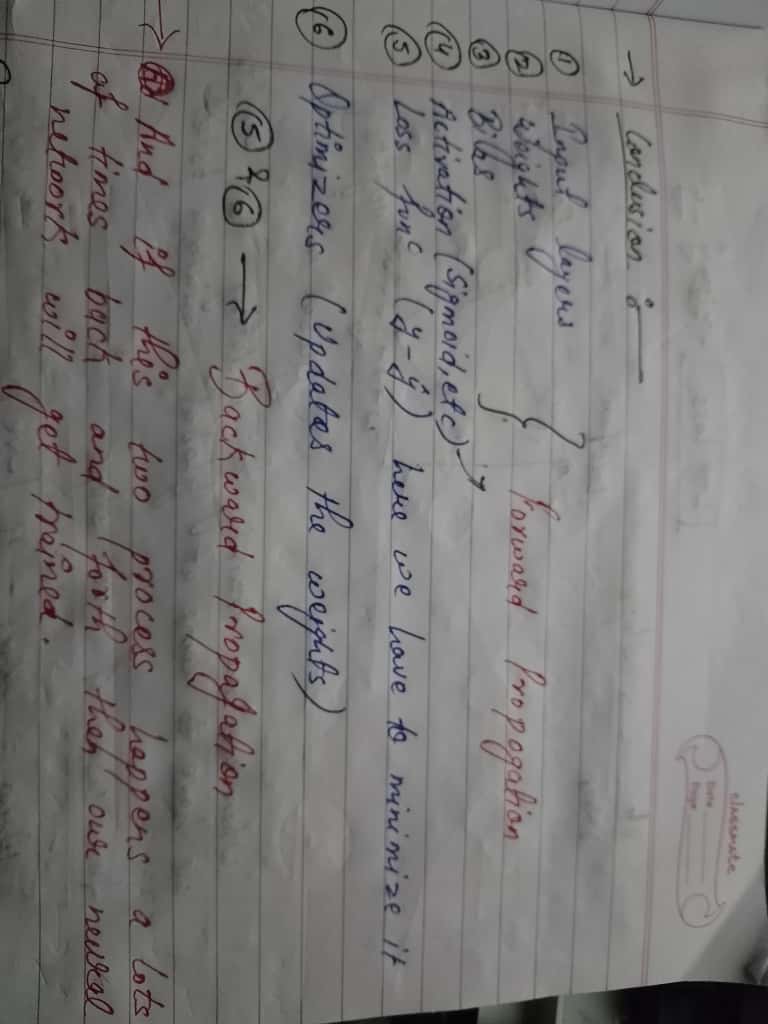 classmate
Date
Page
→ Conclusion :—
① Input layers
② Weights
③ Bias
} Forward Propogation
④ Activation (Sigmoid, etc)
⑤ Loss funᶜ (y-ŷ) here we have to minimize it
⑥ Optimizers (Updates the weights)
⑤ & ⑥ → Backward Propagation
→ And if this two process happens a lots
of times back and forth then our neural
network will get trained.